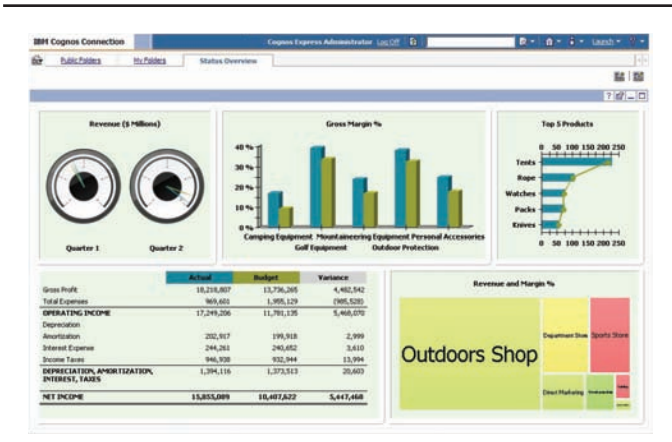 IBM Cognos Connection
Cognos Express Administrator Log Off
Launch
Public Folders My Folders Status Overview
Revenue ($ Millions)
Quarter 1 Quarter 2
Gross Margin %
40 %
30 %
20 %
10 %
0 %
Camping Equipment Mountaineering Equipment Personal Accessories
Golf Equipment Outdoor Protection
Top 5 Products
0 50 100 150 200 250
Tents
Rope
Watches
Packs
Knives
0 50 100 150 200 250
Actual Budget Variance
Gross Profit 18,218,807 13,736,265 4,482,542
Total Expenses 969,601 1,955,129 (985,528)
OPERATING INCOME 17,249,206 11,781,135 5,468,070
Depreciation
Amortization 202,917 199,918 2,999
Interest Expense 244,261 240,652 3,610
Income Taxes 946,938 932,944 13,994
DEPRECIATION, AMORTIZATION, 1,394,116 1,373,513 20,603
INTEREST, TAXES
NET INCOME 15,855,089 10,407,622 5,447,468
Revenue and Margin %
Outdoors Shop
Department Store
Sports Store
Direct Marketing